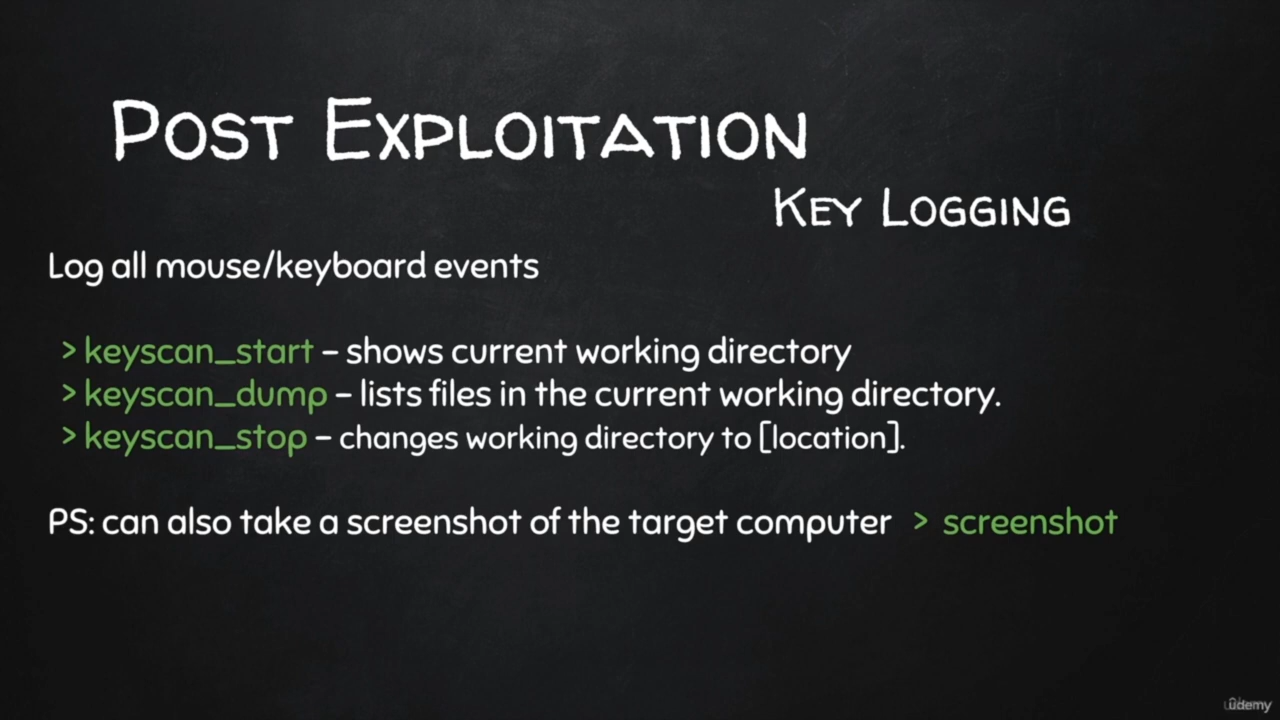 Post Exploitation
Key Logging
Log all mouse/keyboard events
> keyscan_start – shows current working directory
> keyscan_dump – lists files in the current working directory.
> keyscan_stop – changes working directory to [location].
PS: can also take a screenshot of the target computer > screenshot
ûdemy